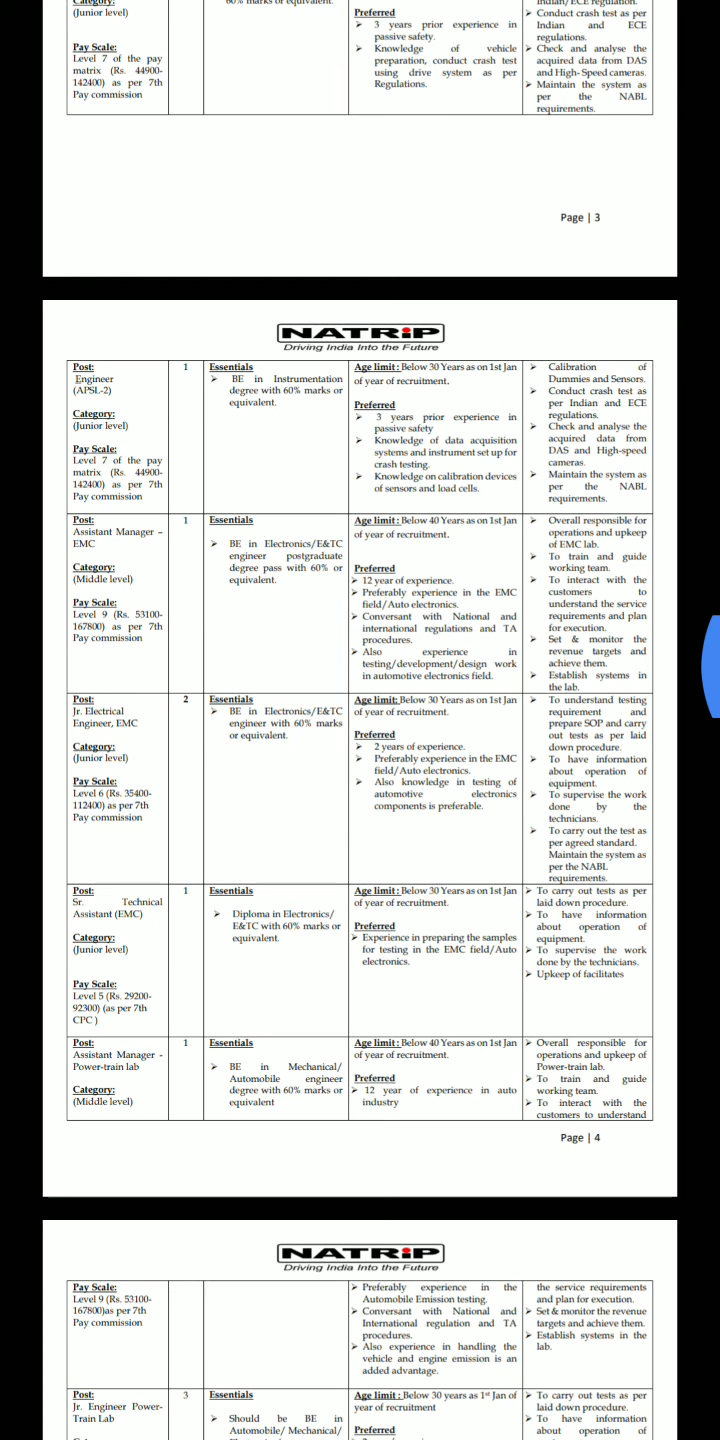 Category:
(Junior level)
Pay Scale:
Level 7 of the pay
matrix (Rs. 44900-
142400) as per 7th
Pay commission
60% marks or equivalent.
Preferred
➢ 3 years prior experience in
passive safety.
➢ Knowledge of vehicle
preparation, conduct crash test
using drive system as per
Regulations.
Indian/ECE regulation.
➢ Conduct crash test as per
Indian and ECE
regulations.
➢ Check and analyse the
acquired data from DAS
and High-Speed cameras.
➢ Maintain the system as
per the NABL
requirements.
Page | 3
NATRiP
Driving India Into the Future
Post:
Engineer
(APSL-2)
Category:
(Junior level)
Pay Scale:
Level 7 of the pay
matrix (Rs. 44900-
142400) as per 7th
Pay commission
1
Essentials
➢ BE in Instrumentation
degree with 60% marks or
equivalent.
Age limit: Below 30 Years as on 1st Jan
of year of recruitment.
Preferred
➢ 3 years prior experience in
passive safety
➢ Knowledge of data acquisition
systems and instrument set up for
crash testing.
➢ Knowledge on calibration devices
of sensors and load cells.
➢ Calibration of
Dummies and Sensors.
➢ Conduct crash test as
per Indian and ECE
regulations.
➢ Check and analyse the
acquired data from
DAS and High-speed
cameras.
➢ Maintain the system as
per the NABL
requirements.
Post:
Assistant Manager –
EMC
Category:
(Middle level)
Pay Scale:
Level 9 (Rs. 53100-
167800) as per 7th
Pay commission
1
Essentials
➢ BE in Electronics/E&TC
engineer postgraduate
degree pass with 60% or
equivalent.
Age limit: Below 40 Years as on 1st Jan
of year of recruitment.
Preferred
➢ 12 year of experience.
➢ Preferably experience in the EMC
field/Auto electronics.
➢ Conversant with National and
international regulations and TA
procedures.
➢ Also experience in
testing/development/design work
in automotive electronics field.
➢ Overall responsible for
operations and upkeep
of EMC lab.
➢ To train and guide
working team.
➢ To interact with the
customers to
understand the service
requirements and plan
for execution.
➢ Set & monitor the
revenue targets and
achieve them.
➢ Establish systems in
the lab.
Post:
Jr. Electrical
Engineer, EMC
Category:
(Junior level)
Pay Scale:
Level 6 (Rs. 35400-
112400) as per 7th
Pay commission
2
Essentials
➢ BE in Electronics/E&TC
engineer with 60% marks
or equivalent.
Age limit: Below 30 Years as on 1st Jan
of year of recruitment.
Preferred
➢ 2 years of experience.
➢ Preferably experience in the EMC
field/Auto electronics.
➢ Also knowledge in testing of
automotive electronics
components is preferable.
➢ To understand testing
requirement and
prepare SOP and carry
out tests as per laid
down procedure.
➢ To have information
about operation of
equipment.
➢ To supervise the work
done by the
technicians.
➢ To carry out the test as
per agreed standard.
Maintain the system as
per the NABL
requirements.
Post:
Sr. Technical
Assistant (EMC)
Category:
(Junior level)
Pay Scale:
Level 5 (Rs. 29200-
92300) (as per 7th
CPC )
1
Essentials
➢ Diploma in Electronics/
E&TC with 60% marks or
equivalent.
Age limit: Below 30 Years as on 1st Jan
of year of recruitment.
Preferred
➢ Experience in preparing the samples
for testing in the EMC field/Auto
electronics.
➢ To carry out tests as per
laid down procedure.
➢ To have information
about operation of
equipment.
➢ To supervise the work
done by the technicians.
➢ Upkeep of facilitates
Post:
Assistant Manager -
Power-train lab
Category:
(Middle level)
1
Essentials
➢ BE in Mechanical/
Automobile engineer
degree with 60% marks or
equivalent
Age limit : Below 40 Years as on 1st Jan
of year of recruitment.
Preferred
➢ 12 year of experience in auto
industry
➢ Overall responsible for
operations and upkeep of
Power-train lab.
➢ To train and guide
working team.
➢ To interact with the
customers to understand
Page | 4
NATRiP
Driving India Into the Future
Pay Scale:
Level 9 (Rs. 53100-
167800)as per 7th
Pay commission
➢ Preferably experience in the
Automobile Emission testing.
➢ Conversant with National and
International regulation and TA
procedures.
➢ Also experience in handling the
vehicle and engine emission is an
added advantage.
the service requirements
and plan for execution.
➢ Set & monitor the revenue
targets and achieve them.
➢ Establish systems in the
lab.
Post:
Jr. Engineer Power-
Train Lab
3
Essentials
➢ Should be BE in
Automobile/ Mechanical/
Age limit : Below 30 years as 1st Jan of
year of recruitment
Preferred
➢ To carry out tests as per
laid down procedure.
➢ To have information
about operation of